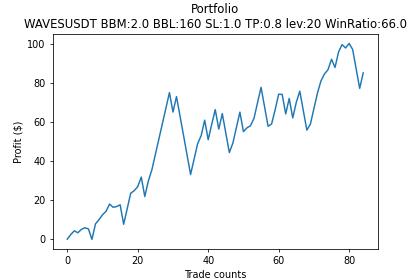 Portfolio
WAVESUSDT BBM:2.0 BBL:160 SL:1.0 TP:0.8 lev:20 WinRatio:66.0
100
80
60
40
20
0
Profit ($)
0 20 40 60 80
Trade counts